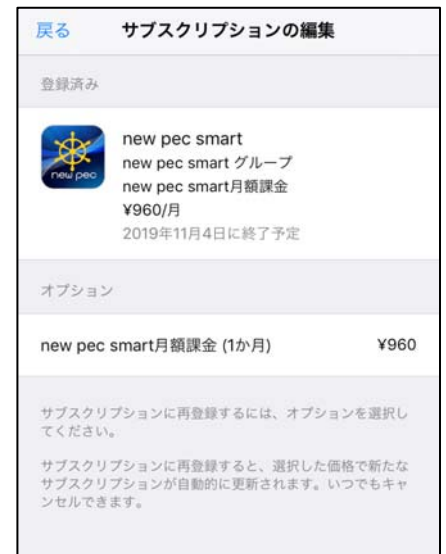 戻る サブスクリプションの編集
登録済み
new pec
new pec smart
new pec smart グループ
new pec smart月額課金
¥960/月
2019年11月4日に終了予定
オプション
new pec smart月額課金 (1か月) ¥960
サブスクリプションに再登録するには、オプションを選択し
てください。
サブスクリプションに再登録すると、選択した価格で新たな
サブスクリプションが自動的に更新されます。いつでもキャ
ンセルできます。